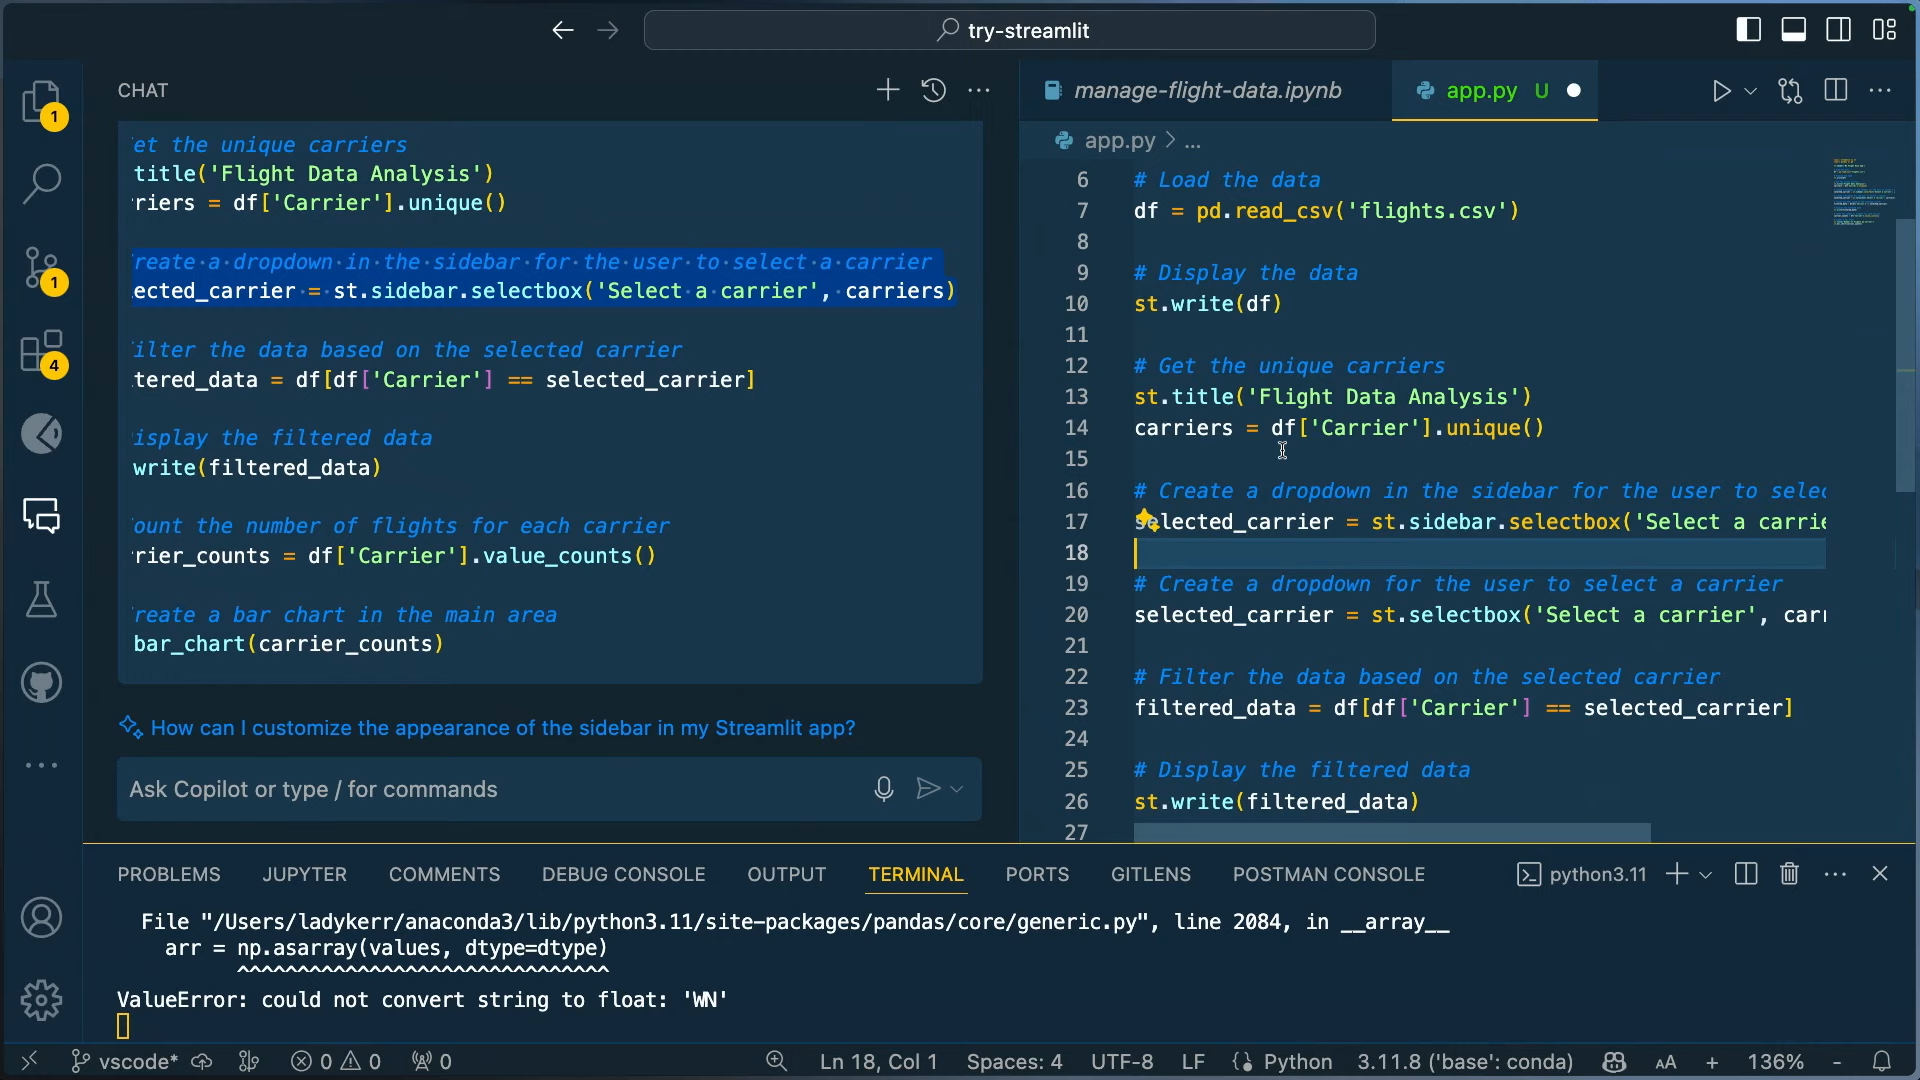 try-streamlit
CHAT
manage-flight-data.ipynb
app.py U
1
app.py > ...
et the unique carriers
title('Flight Data Analysis')
riers = df['Carrier'].unique()
reate·a·dropdown·in·the·sidebar·for·the·user·to·select·a·carrier
ected_carrier·=·st.sidebar.selectbox('Select·a·carrier',·carriers)
ilter the data based on the selected carrier
tered_data = df[df['Carrier'] == selected_carrier]
isplay the filtered data
write(filtered_data)
ount the number of flights for each carrier
rier_counts = df['Carrier'].value_counts()
reate a bar chart in the main area
bar_chart(carrier_counts)
1
4
How can I customize the appearance of the sidebar in my Streamlit app?
Ask Copilot or type / for commands
6 # Load the data
7 df = pd.read_csv('flights.csv')
8
9 # Display the data
10 st.write(df)
11
12 # Get the unique carriers
13 st.title('Flight Data Analysis')
14 carriers = df['Carrier'].unique()
15
16 # Create a dropdown in the sidebar for the user to selec
17 selected_carrier = st.sidebar.selectbox('Select a carrie
18
19 # Create a dropdown for the user to select a carrier
20 selected_carrier = st.selectbox('Select a carrier', carr
21
22 # Filter the data based on the selected carrier
23 filtered_data = df[df['Carrier'] == selected_carrier]
24
25 # Display the filtered data
26 st.write(filtered_data)
27
PROBLEMS JUPYTER COMMENTS DEBUG CONSOLE OUTPUT TERMINAL PORTS GITLENS POSTMAN CONSOLE python3.11
File "/Users/ladykerr/anaconda3/lib/python3.11/site-packages/pandas/core/generic.py", line 2084, in __array__
arr = np.asarray(values, dtype=dtype)
^^^^^^^^^^^^^^^^^^^^^^^^^^^^^^^
ValueError: could not convert string to float: 'WN'
vscode* 0 0 0 Ln 18, Col 1 Spaces: 4 UTF-8 LF Python 3.11.8 ('base': conda) AA + 136% -